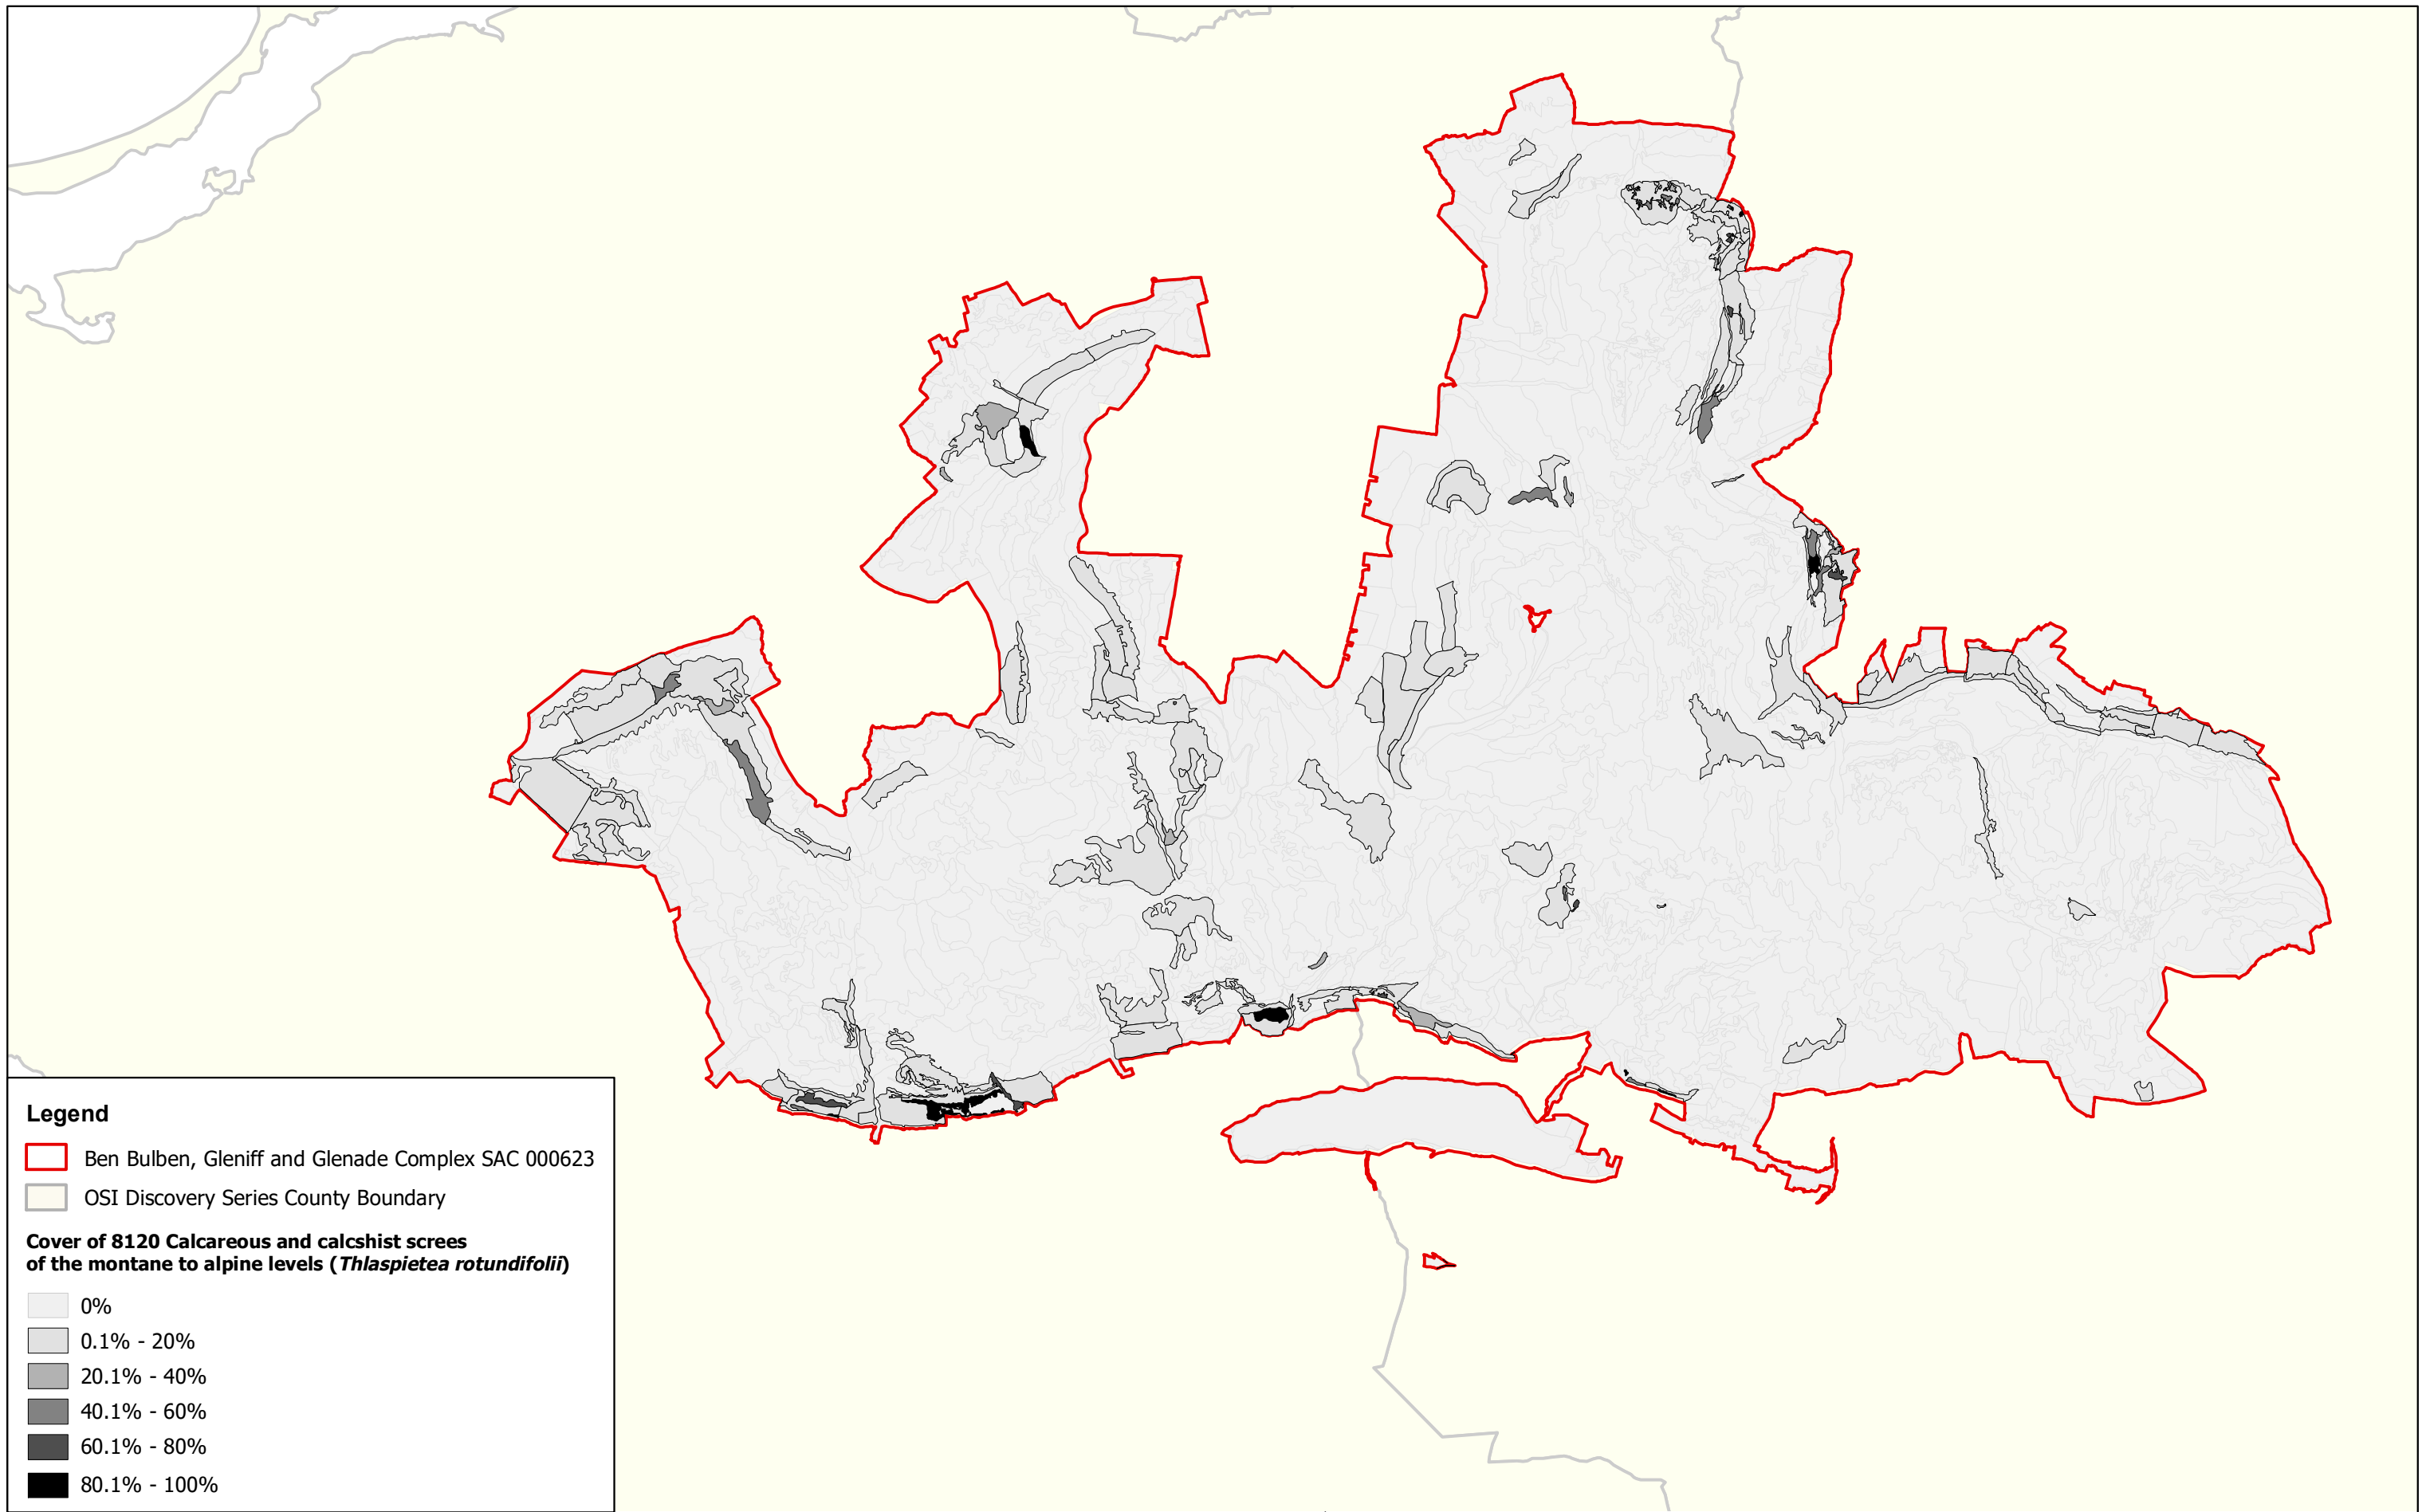 Legend
Ben Bulben, Gleniff and Glenade Complex SAC 000623
OSI Discovery Series County Boundary
Cover of 8120 Calcareous and calcshist screes
of the montane to alpine levels (Thlaspietea rotundifolii)
0%
0.1% - 20%
20.1% - 40%
40.1% - 60%
60.1% - 80%
80.1% - 100%